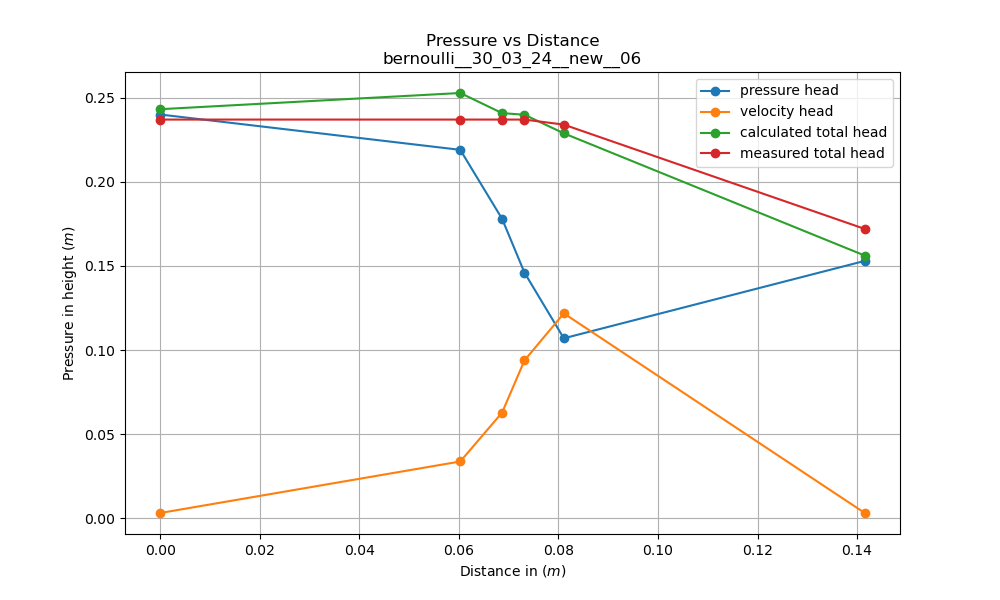 Pressure vs Distance
bernoulli__30_03_24__new__06
pressure head
velocity head
calculated total head
measured total head
Pressure in height (m)
0.25
0.20
0.15
0.10
0.05
0.00
0.00 0.02 0.04 0.06 0.08 0.10 0.12 0.14
Distance in (m)